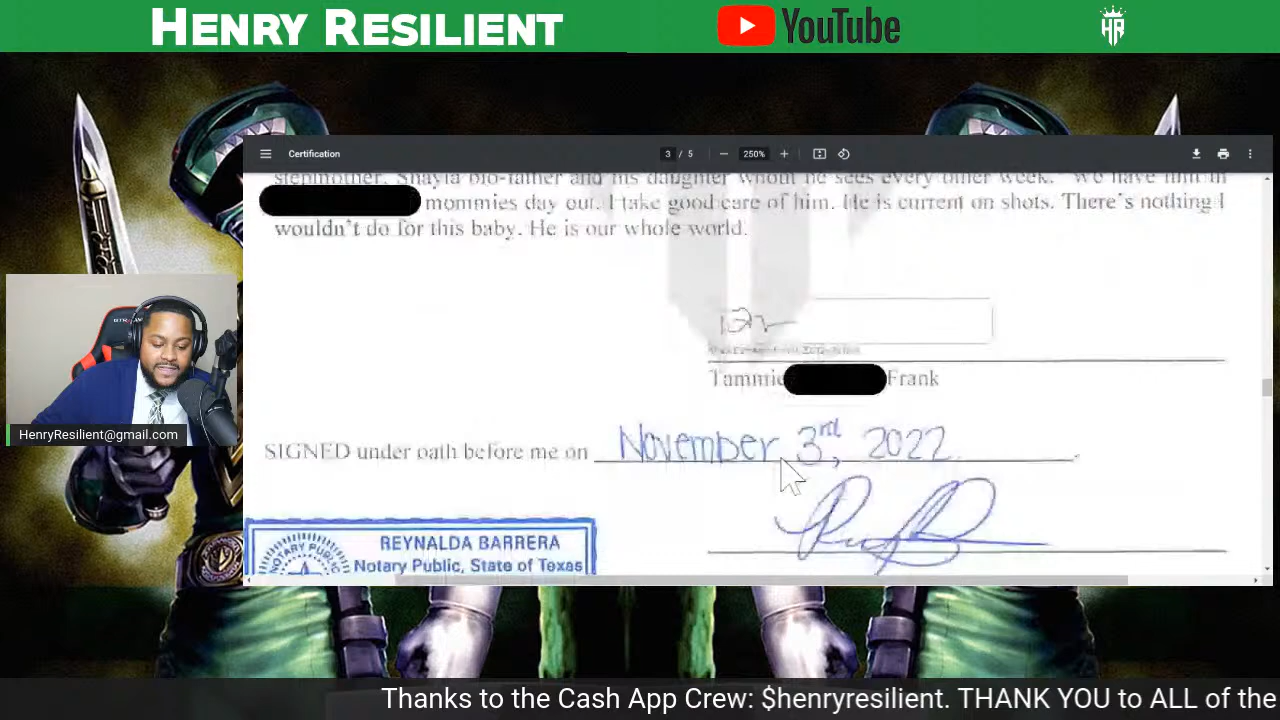 HENRY RESILIENT
YouTube
HR
Certification
3 / 5
250%
stepmother. Shayla bio-father and his daughter whom he sees every other week. We have him in
mommies day out. I take good care of him. He is current on shots. There's nothing I
wouldn't do for this baby. He is our whole world.
Tammie Frank
SIGNED under oath before me on November 3rd, 2022.
REYNALDA BARRERA
NOTARY PUBLIC
Notary Public, State of Texas
HenryResilient@gmail.com
Thanks to the Cash App Crew: $henryresilient. THANK YOU to ALL of the